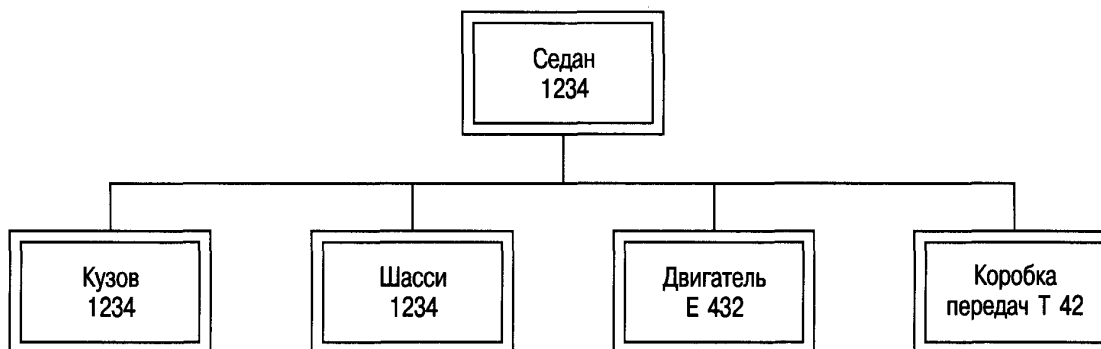 Седан
1234
Кузов
1234
Шасси
1234
Двигатель
Е 432
Коробка
передач Т 42